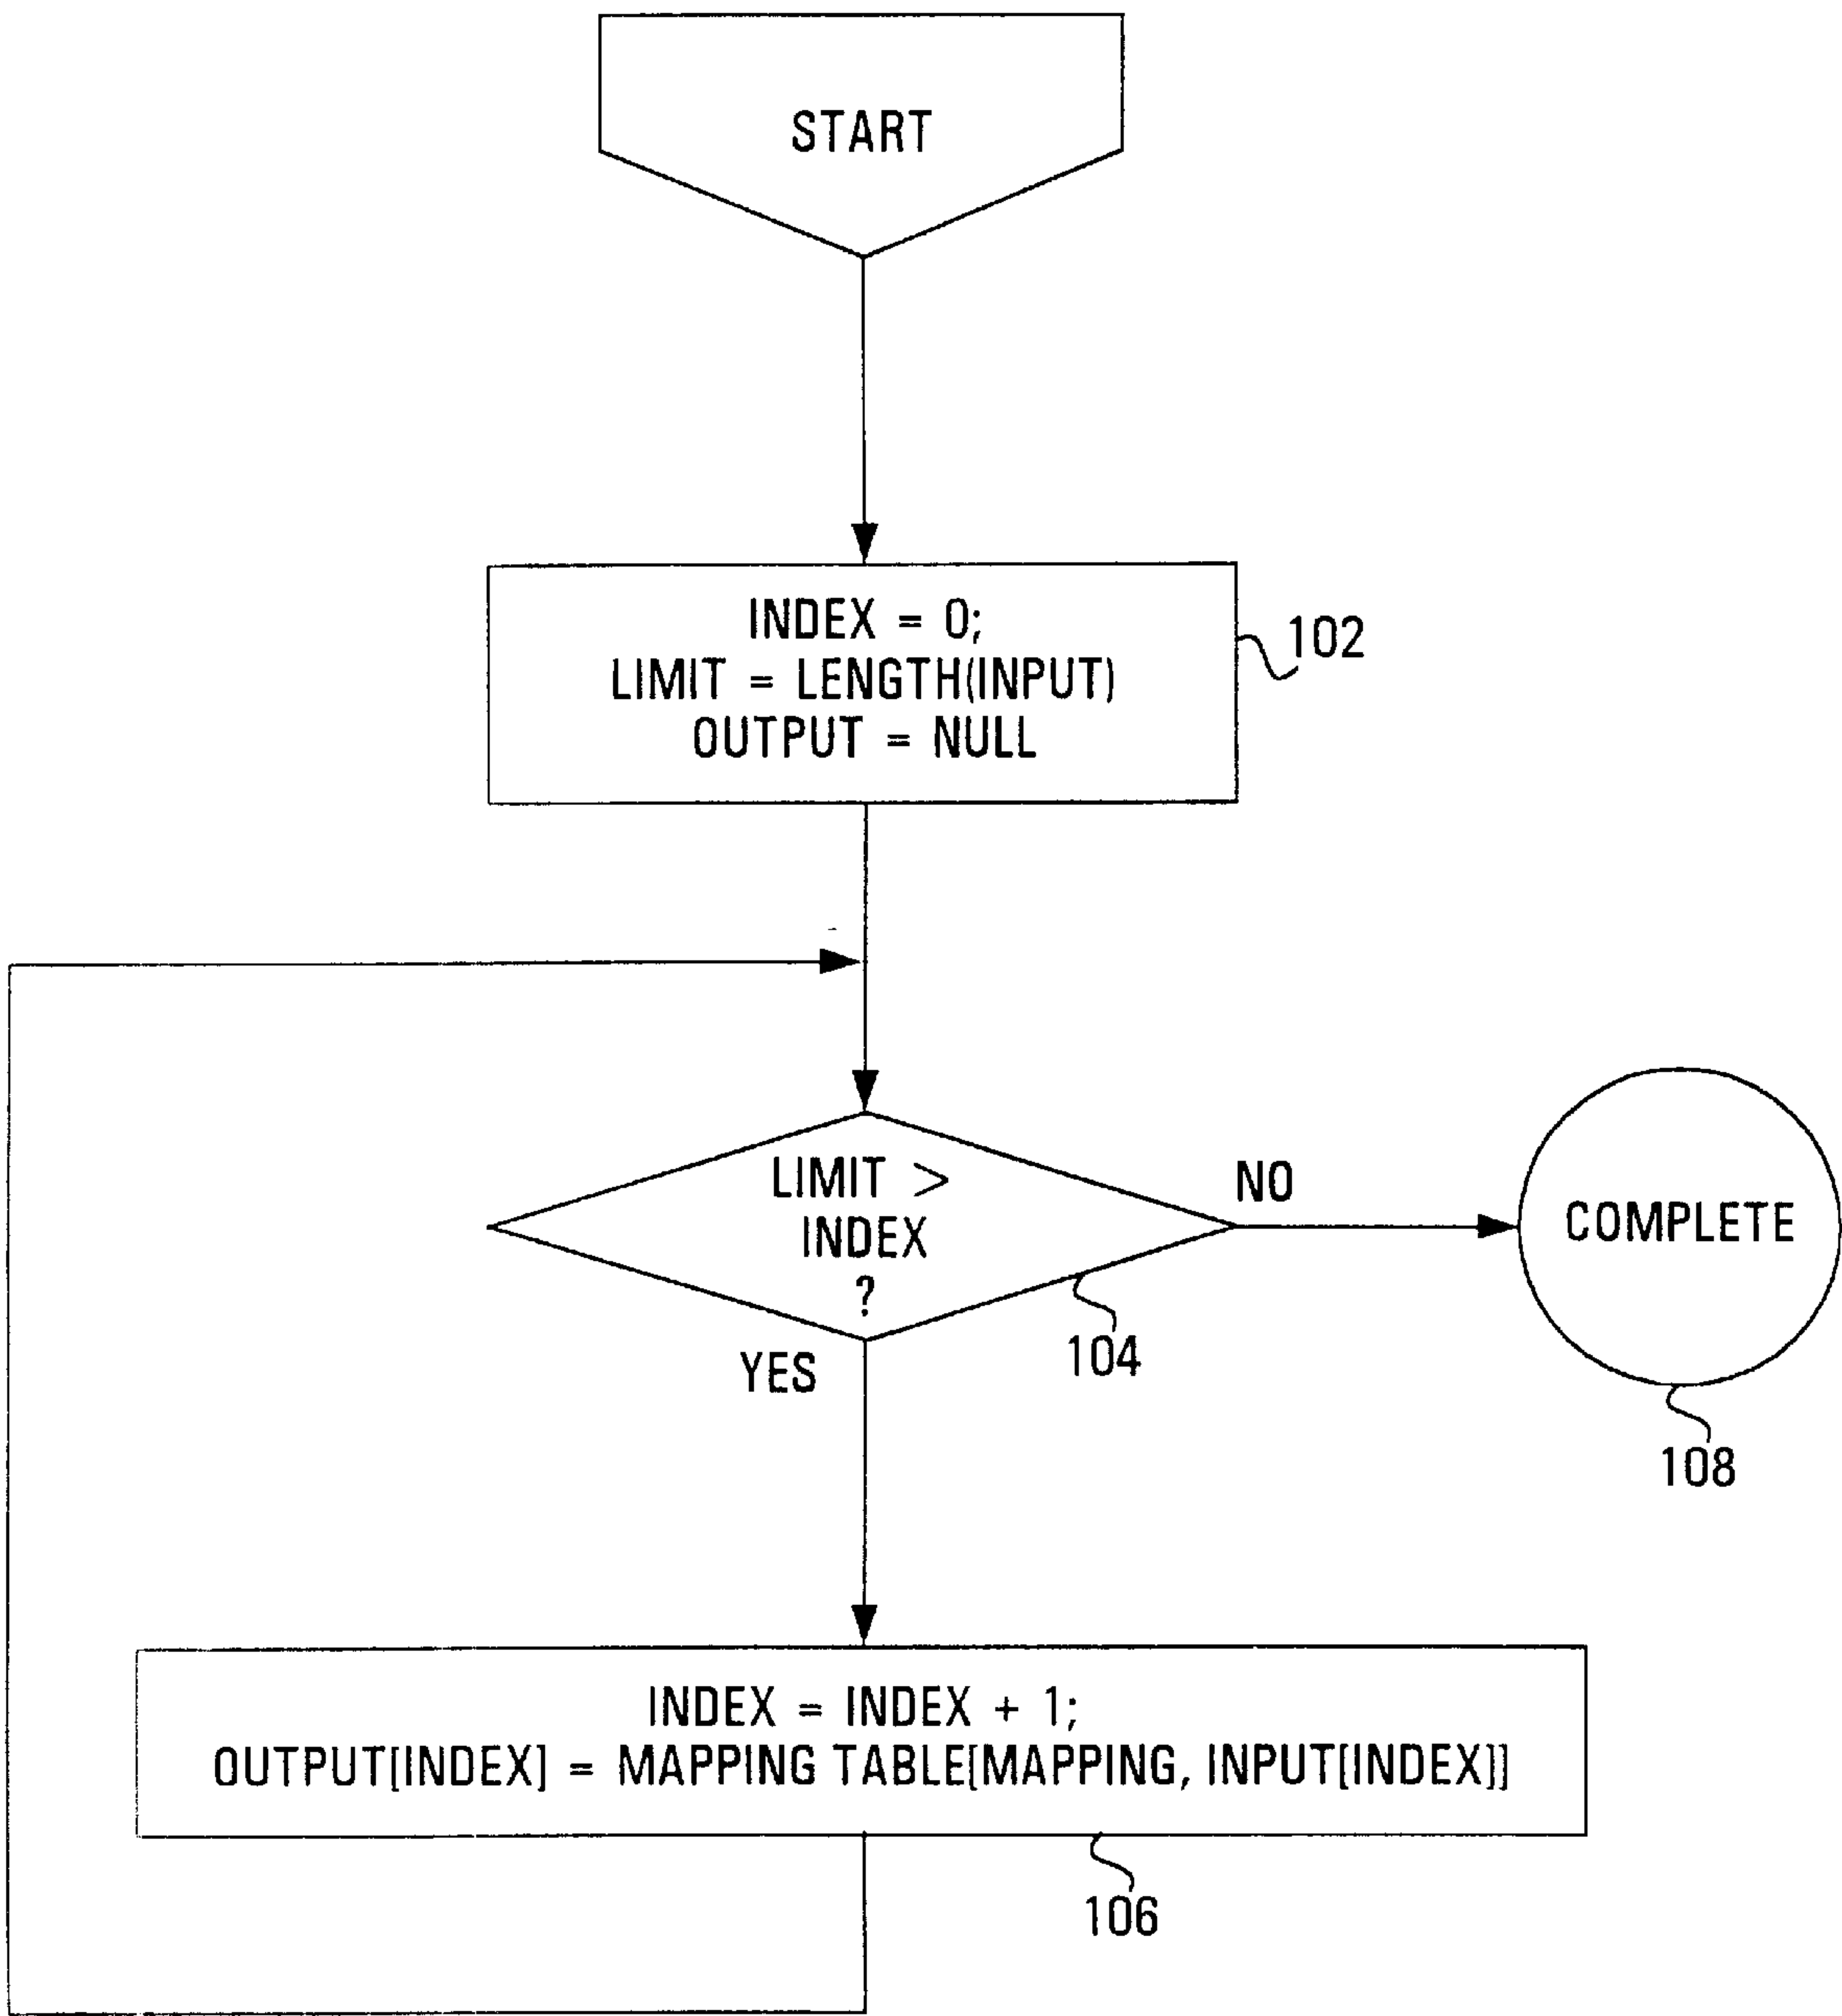 START
INDEX = 0;
LIMIT = LENGTH(INPUT)
OUTPUT = NULL
102
LIMIT >
INDEX
?
NO
COMPLETE
YES
104
108
INDEX = INDEX + 1;
OUTPUT[INDEX] = MAPPING TABLE[MAPPING, INPUT[INDEX]]
106